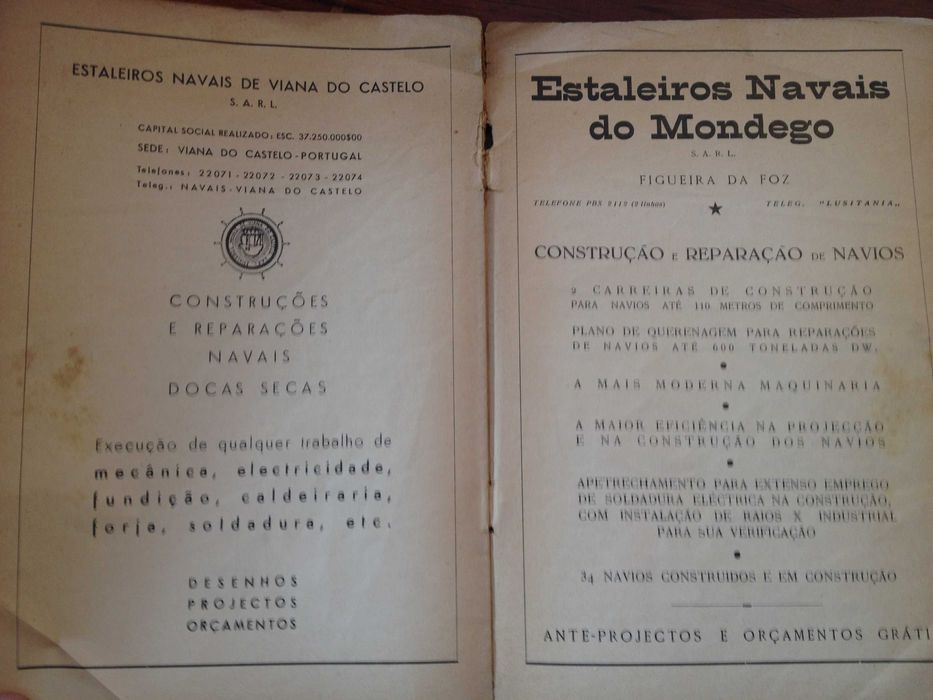 ESTALEIROS NAVAIS DE VIANA DO CASTELO
S. A. R. L.
CAPITAL SOCIAL REALIZADO: ESC. 37.250.000$00
SEDE: VIANA DO CASTELO - PORTUGAL
Telefones: 22071 - 22072 - 22073 - 22074
Teleg.: NAVAIS - VIANA DO CASTELO
CONSTRUÇÕES
E REPARAÇÕES
NAVAIS
DOCAS SECAS
Execução de qualquer trabalho de
mecânica, electricidade,
fundição, caldeiraria,
forja, soldadura, etc.
DESENHOS
PROJECTOS
ORÇAMENTOS
Estaleiros Navais
do Mondego
S. A. R. L.
FIGUEIRA DA FOZ
TELEFONE PBX 2112 (2 linhas) TELEG. "LUSITANIA„
CONSTRUÇÃO E REPARAÇÃO DE NAVIOS
2 CARREIRAS DE CONSTRUÇÃO
PARA NAVIOS ATÉ 110 METROS DE COMPRIMENTO
PLANO DE QUERENAGEM PARA REPARAÇÕES
DE NAVIOS ATÉ 600 TONELADAS DW.
A MAIS MODERNA MAQUINARIA
A MAIOR EFICIÊNCIA NA PROJECÇÃO
E NA CONSTRUÇÃO DOS NAVIOS
APETRECHAMENTO PARA EXTENSO EMPREGO
DE SOLDADURA ELÉCTRICA NA CONSTRUÇÃO,
COM INSTALAÇÃO DE RAIOS X INDUSTRIAL
PARA SUA VERIFICAÇÃO
34 NAVIOS CONSTRUIDOS E EM CONSTRUÇÃO
ANTE-PROJECTOS E ORÇAMENTOS GRÁTI